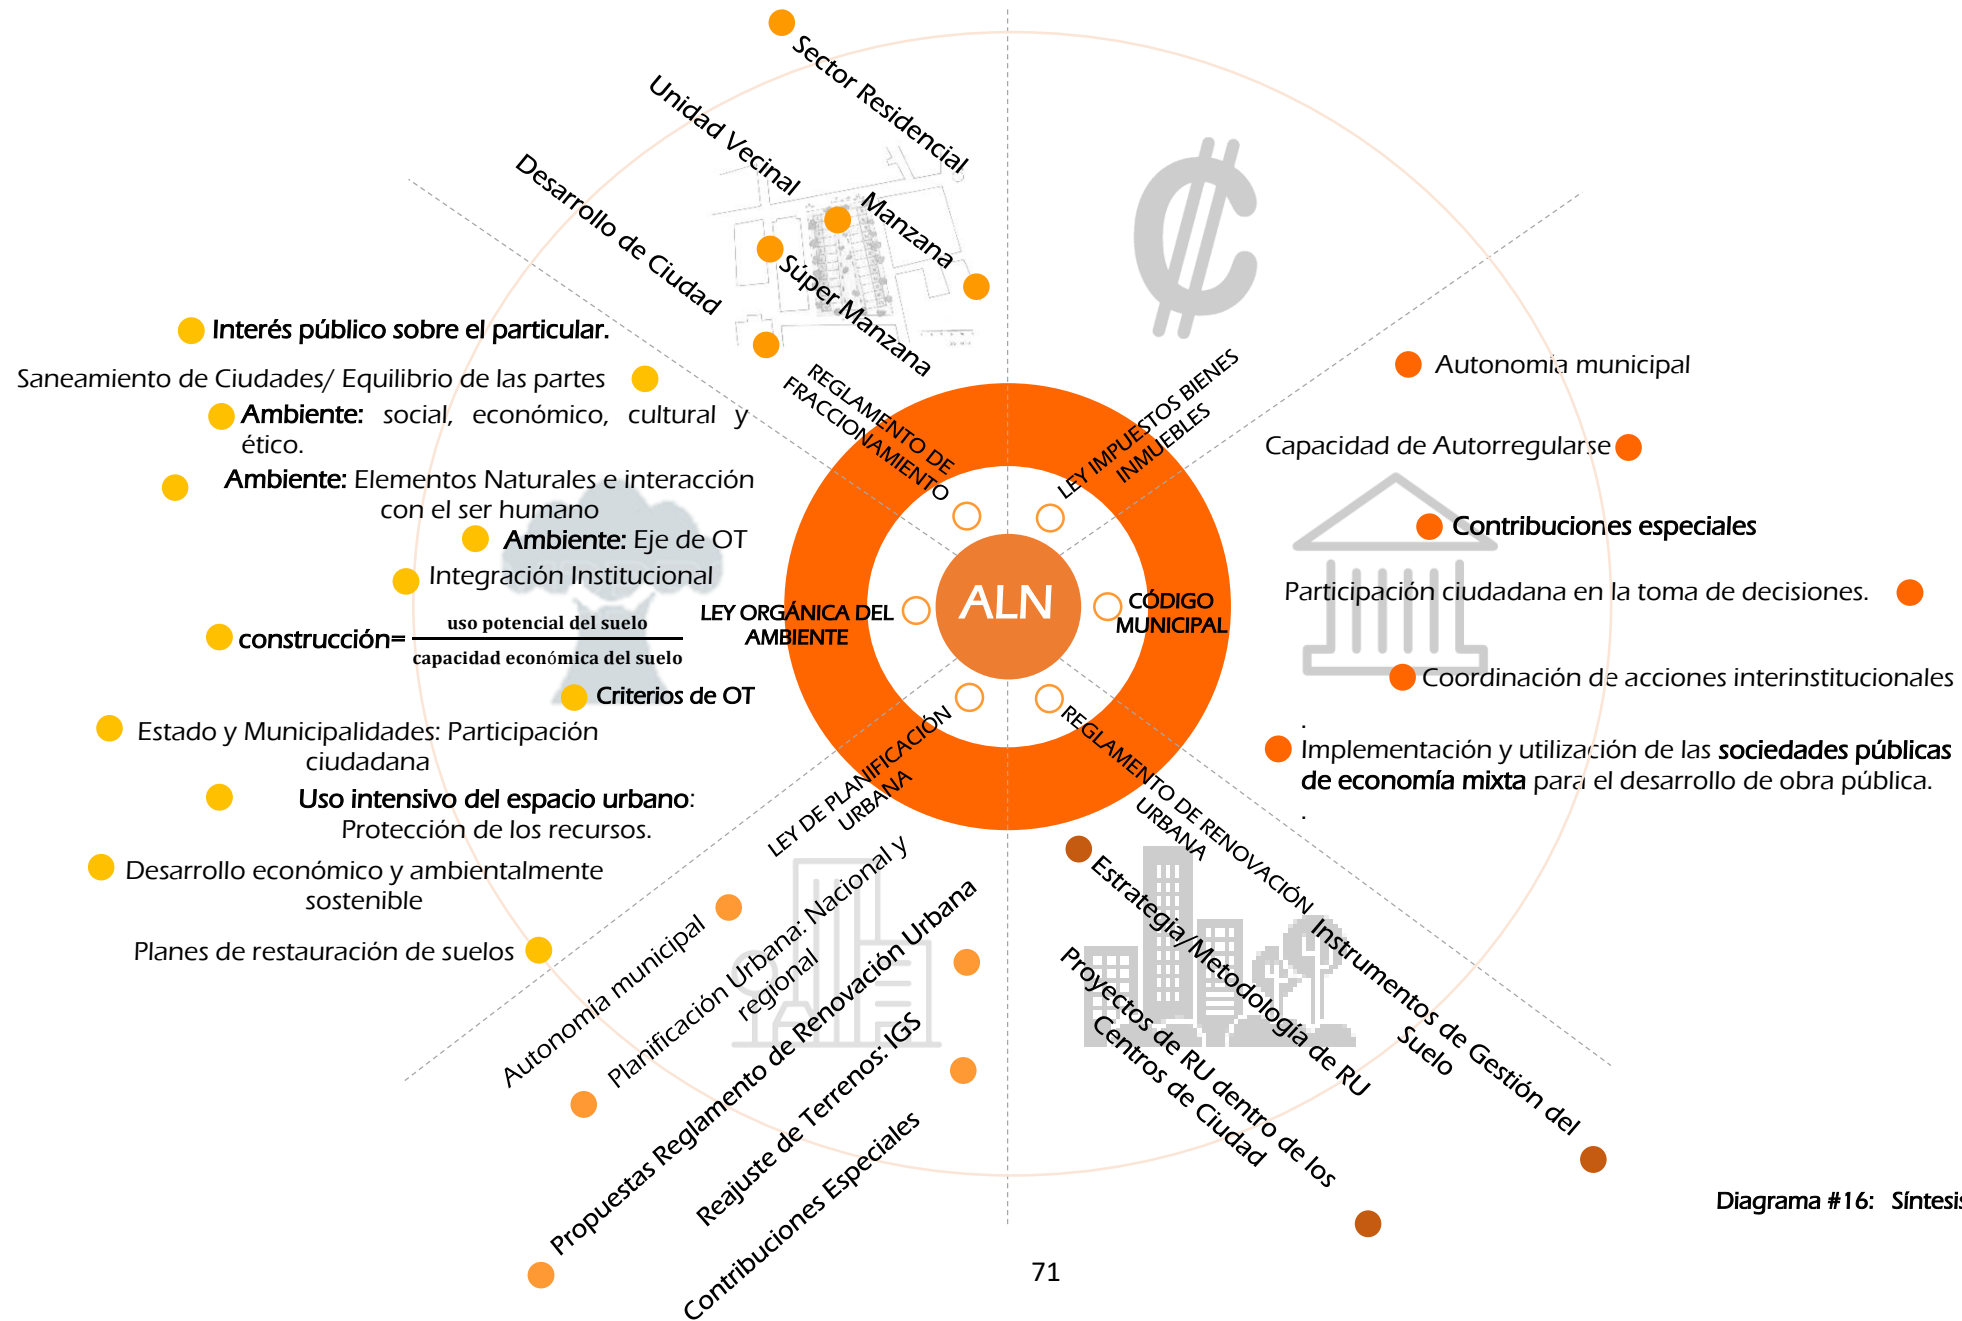 Sector Residencial
Unidad Vecinal
Manzana
Desarrollo de Ciudad
Súper Manzana
REGLAMENTO DE
FRACCIONAMIENTO
LEY IMPUESTOS BIENES
INMUEBLES
Interés público sobre el particular.
Saneamiento de Ciudades/ Equilibrio de las partes
Ambiente: social, económico, cultural y
ético.
Ambiente: Elementos Naturales e interacción
con el ser humano
Ambiente: Eje de OT
Integración Institucional
construcción= uso potencial del suelo
capacidad económica del suelo
Criterios de OT
Estado y Municipalidades: Participación
ciudadana
Uso intensivo del espacio urbano:
Protección de los recursos.
Desarrollo económico y ambientalmente
sostenible
Planes de restauración de suelos
LEY ORGÁNICA DEL
AMBIENTE
ALN
CÓDIGO
MUNICIPAL
Autonomía municipal
Capacidad de Autorregularse
Contribuciones especiales
Participación ciudadana en la toma de decisiones.
Coordinación de acciones interinstitucionales
.
Implementación y utilización de las sociedades públicas
de economía mixta para el desarrollo de obra pública.
.
LEY DE PLANIFICACIÓN
URBANA
Autonomía municipal
Planificación Urbana: Nacional y
regional
Propuestas Reglamento de Renovación Urbana
Reajuste de Terrenos: IGS
Contribuciones Especiales
REGLAMENTO DE RENOVACIÓN
URBANA
Estrategia/Metodología de RU
Proyectos de RU dentro de los
Centros de Ciudad
Instrumentos de Gestión del
Suelo
Diagrama #16: Síntesis
71